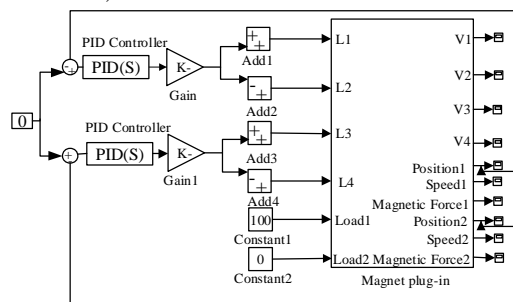 PID Controller
PID(S)
K-
Gain
Add1
Add2
0
PID Controller
PID(S)
K-
Gain1
Add3
Add4
100
Constant1
0
Constant2
L1
L2
L3
L4
Load1
Load2
V1
V2
V3
V4
Position1
Speed1
Magnetic Force1
Position2
Speed2
Magnetic Force2
Magnet plug-in